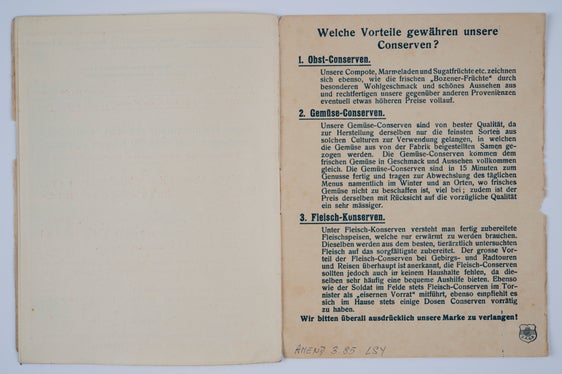 Welche Vorteile gewähren unsere
Conserven?
1. Obst-Conserven.
Unsere Compote, Marmeladen und Sugatfrüchte etc. zeichnen
sich ebenso, wie die frischen „Bozener-Früchte" durch
besonderen Wohlgeschmack und schönes Aussehen aus
und rechtfertigen unsere gegenüber anderen Provenienzen
eventuell etwas höheren Preise vollauf.
2. Gemüse-Conserven.
Unsere Gemüse-Conserven sind von bester Qualität, da
zur Herstellung derselben nur die feinsten Sorten aus
solchen Culturen zur Verwendung gelangen, in welchen
die Gemüse aus von der Fabrik beigestellten Samen ge-
zogen werden. Die Gemüse-Conserven kommen dem
frischen Gemüse in Geschmack und Aussehen vollkommen
gleich. Die Gemüse-Conserven sind in 15 Minuten zum
Genusse fertig und tragen zur Abwechslung des täglichen
Menus namentlich im Winter und an Orten, wo frisches
Gemüse nicht zu beschaffen ist, viel bei; zudem ist der
Preis derselben mit Rücksicht auf die vorzügliche Qualität
ein sehr mässiger.
3. Fleisch-Konserven.
Unter Fleisch-Konserven versteht man fertig zubereitete
Fleischspeisen, welche nur erwärmt zu werden brauchen.
Dieselben werden aus dem besten, tierärztlich untersuchten
Fleisch auf das sorgfältigste zubereitet. Der grosse Vor-
teil der Fleisch-Conserven bei Gebirgs- und Radtouren
und Reisen überhaupt ist anerkannt, die Fleisch-Conserven
sollten jedoch auch in keinem Haushalte fehlen, da die-
selben sehr häufig eine bequeme Aushilfe bieten. Ebenso
wie der Soldat im Felde stets Fleisch-Conserven im Tor-
nister als „eisernen Vorrat" mitführt, ebenso empfiehlt es
sich im Hause stets einige Dosen Conserven vorrätig
zu haben.
Wir bitten überall ausdrücklich unsere Marke zu verlangen!